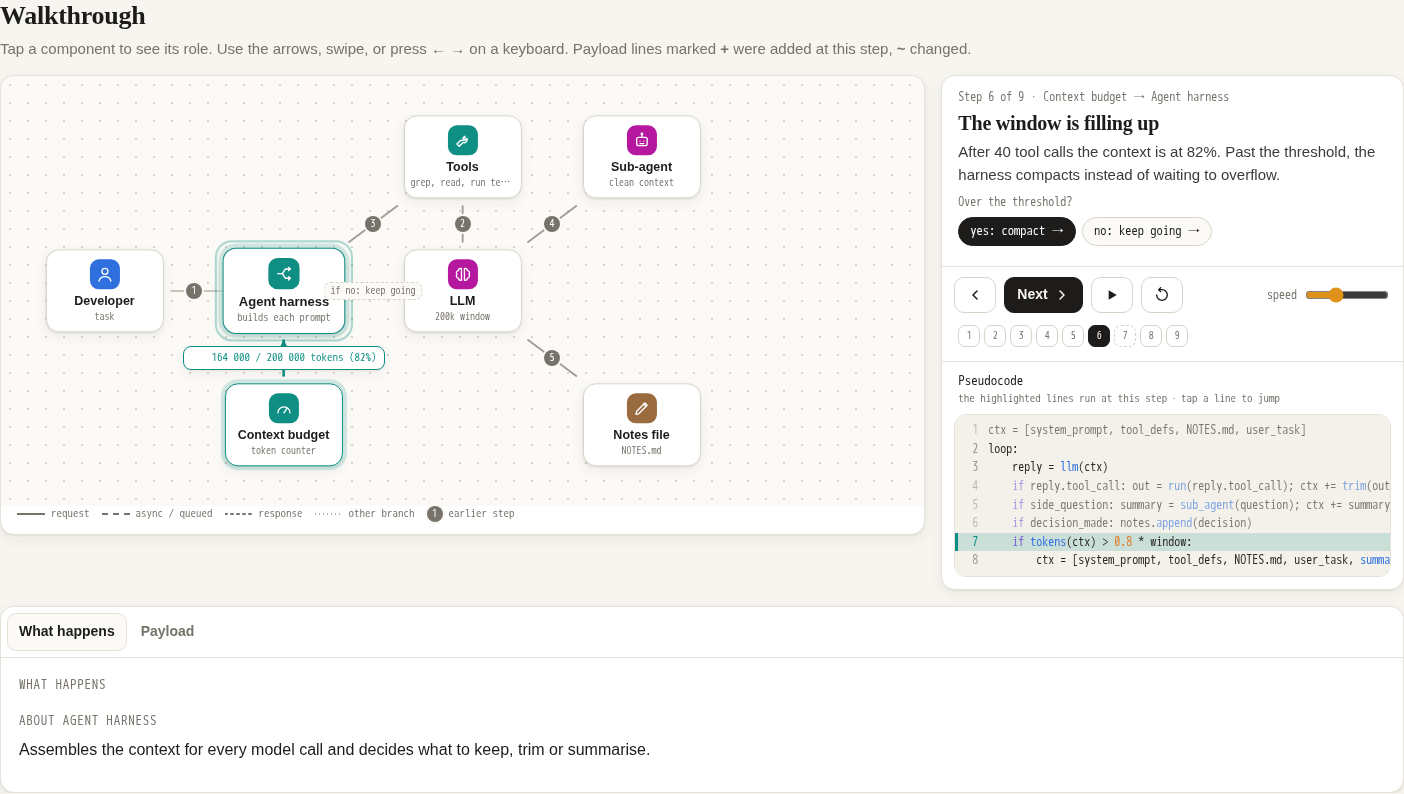 Walkthrough
Tap a component to see its role. Use the arrows, swipe, or press ← → on a keyboard. Payload lines marked + were added at this step, ~ changed.
Tools
grep, read, run te···
Sub-agent
clean context
3
2
4
Developer
task
1
Agent harness
builds each prompt
if no: keep going
LLM
200k window
164 000 / 200 000 tokens (82%)
5
Context budget
token counter
Notes file
NOTES.md
request
async / queued
response
other branch
1 earlier step
Step 6 of 9 · Context budget → Agent harness
The window is filling up
After 40 tool calls the context is at 82%. Past the threshold, the
harness compacts instead of waiting to overflow.
Over the threshold?
yes: compact →
no: keep going →
Next
speed
1 2 3 4 5 6 7 8 9
Pseudocode
the highlighted lines run at this step · tap a line to jump
1 ctx = [system_prompt, tool_defs, NOTES.md, user_task]
2 loop:
3 reply = llm(ctx)
4 if reply.tool_call: out = run(reply.tool_call); ctx += trim(out
5 if side_question: summary = sub_agent(question); ctx += summary
6 if decision_made: notes.append(decision)
7 if tokens(ctx) > 0.8 * window:
8 ctx = [system_prompt, tool_defs, NOTES.md, user_task, summa
What happens
Payload
WHAT HAPPENS
ABOUT AGENT HARNESS
Assembles the context for every model call and decides what to keep, trim or summarise.